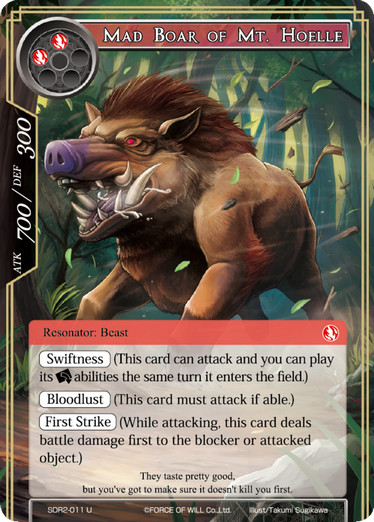 Mad Boar of Mt. Hoelle
ATK 700 / DEF 300
Resonator: Beast
Swiftness (This card can attack and you can play
its abilities the same turn it enters the field.)
Bloodlust (This card must attack if able.)
First Strike (While attacking, this card deals
battle damage first to the blocker or attacked
object.)
They taste pretty good,
but you've got to make sure it doesn't kill you first.
SDR2-011 U ©FORCE OF WILL Co.,Ltd. Illust/Takumi Sugikawa